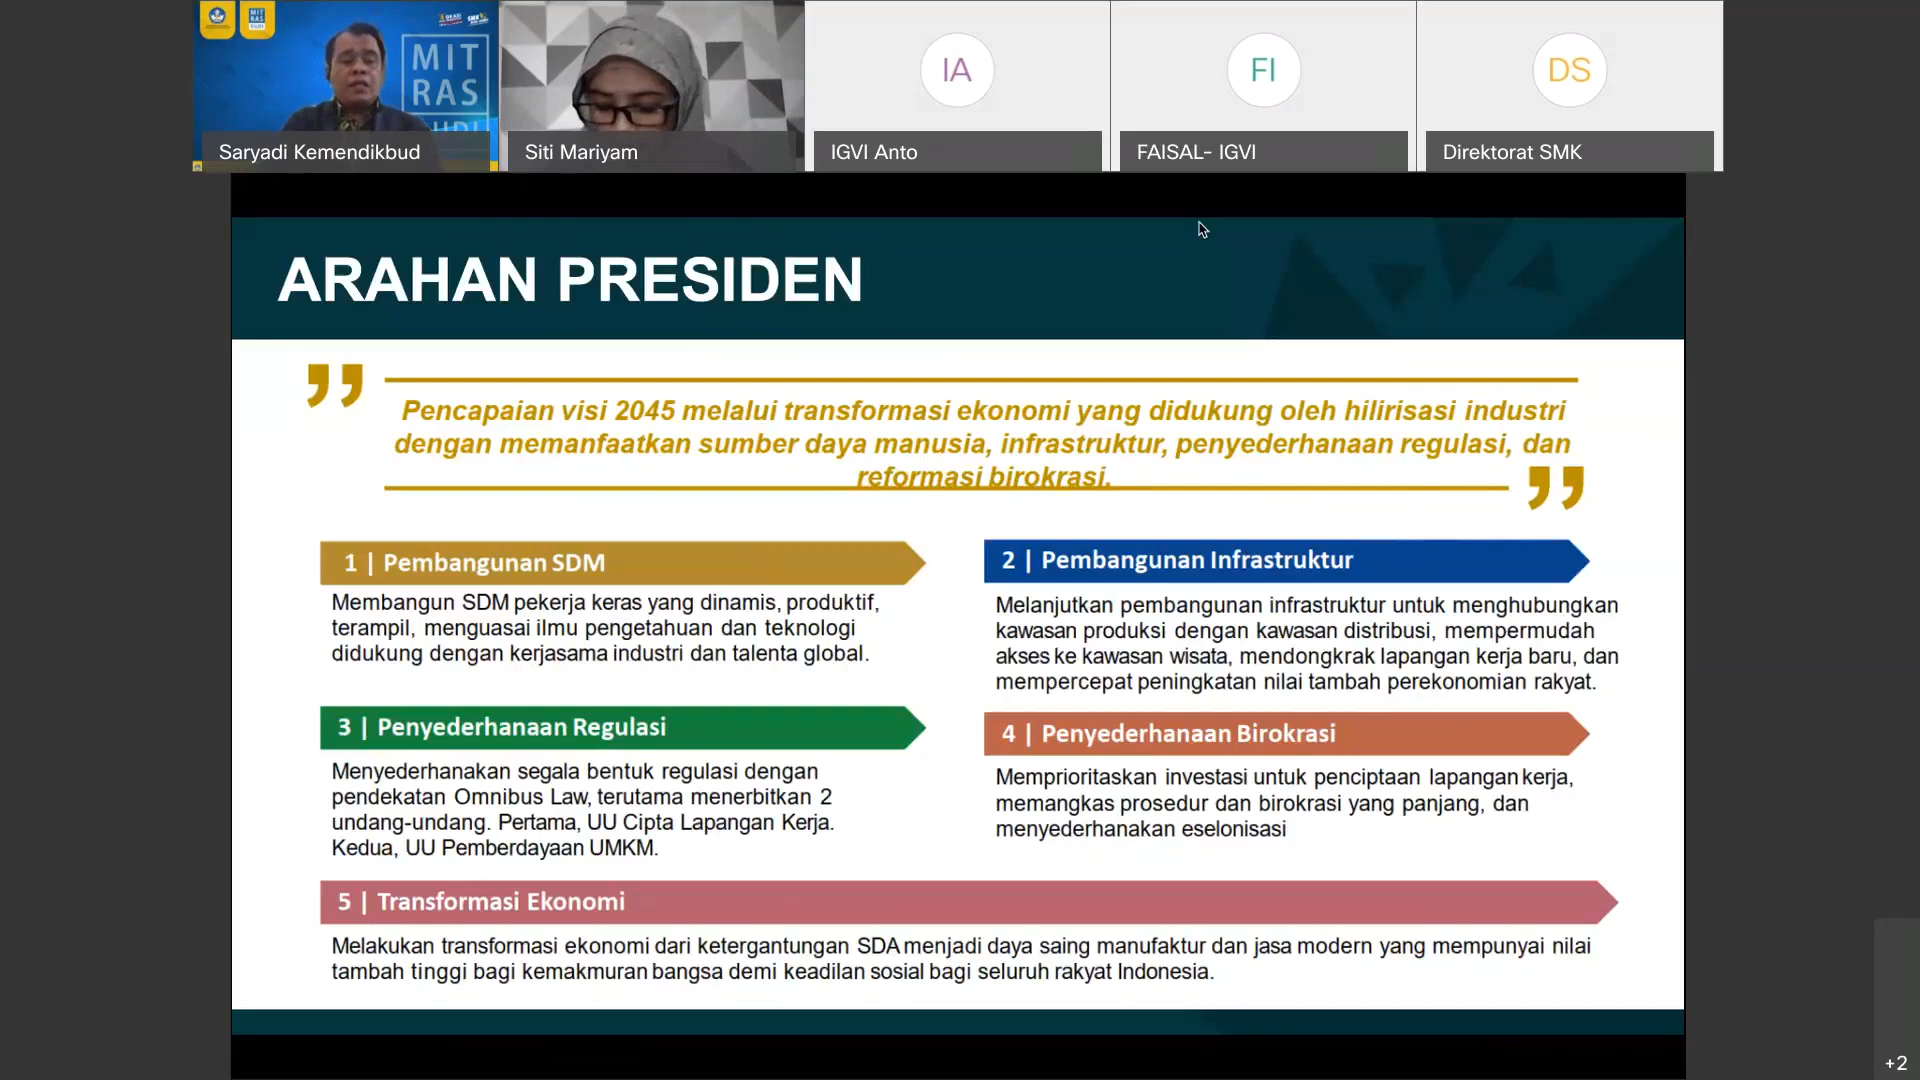 MIT
RAS
MIT
RAS
Saryadi Kemendikbud
Siti Mariyam
IA
IGVI Anto
FI
FAISAL- IGVI
DS
Direktorat SMK
ARAHAN PRESIDEN
Pencapaian visi 2045 melalui transformasi ekonomi yang didukung oleh hilirisasi industri
dengan memanfaatkan sumber daya manusia, infrastruktur, penyederhanaan regulasi, dan
reformasi birokrasi.
1 | Pembangunan SDM
Membangun SDM pekerja keras yang dinamis, produktif,
terampil, menguasai ilmu pengetahuan dan teknologi
didukung dengan kerjasama industri dan talenta global.
2 | Pembangunan Infrastruktur
Melanjutkan pembangunan infrastruktur untuk menghubungkan
kawasan produksi dengan kawasan distribusi, mempermudah
akses ke kawasan wisata, mendongkrak lapangan kerja baru, dan
mempercepat peningkatan nilai tambah perekonomian rakyat.
3 | Penyederhanaan Regulasi
Menyederhanakan segala bentuk regulasi dengan
pendekatan Omnibus Law, terutama menerbitkan 2
undang-undang. Pertama, UU Cipta Lapangan Kerja.
Kedua, UU Pemberdayaan UMKM.
4 | Penyederhanaan Birokrasi
Memprioritaskan investasi untuk penciptaan lapangan kerja,
memangkas prosedur dan birokrasi yang panjang, dan
menyederhanakan eselonisasi
5 | Transformasi Ekonomi
Melakukan transformasi ekonomi dari ketergantungan SDA menjadi daya saing manufaktur dan jasa modern yang mempunyai nilai
tambah tinggi bagi kemakmuran bangsa demi keadilan sosial bagi seluruh rakyat Indonesia.
+2